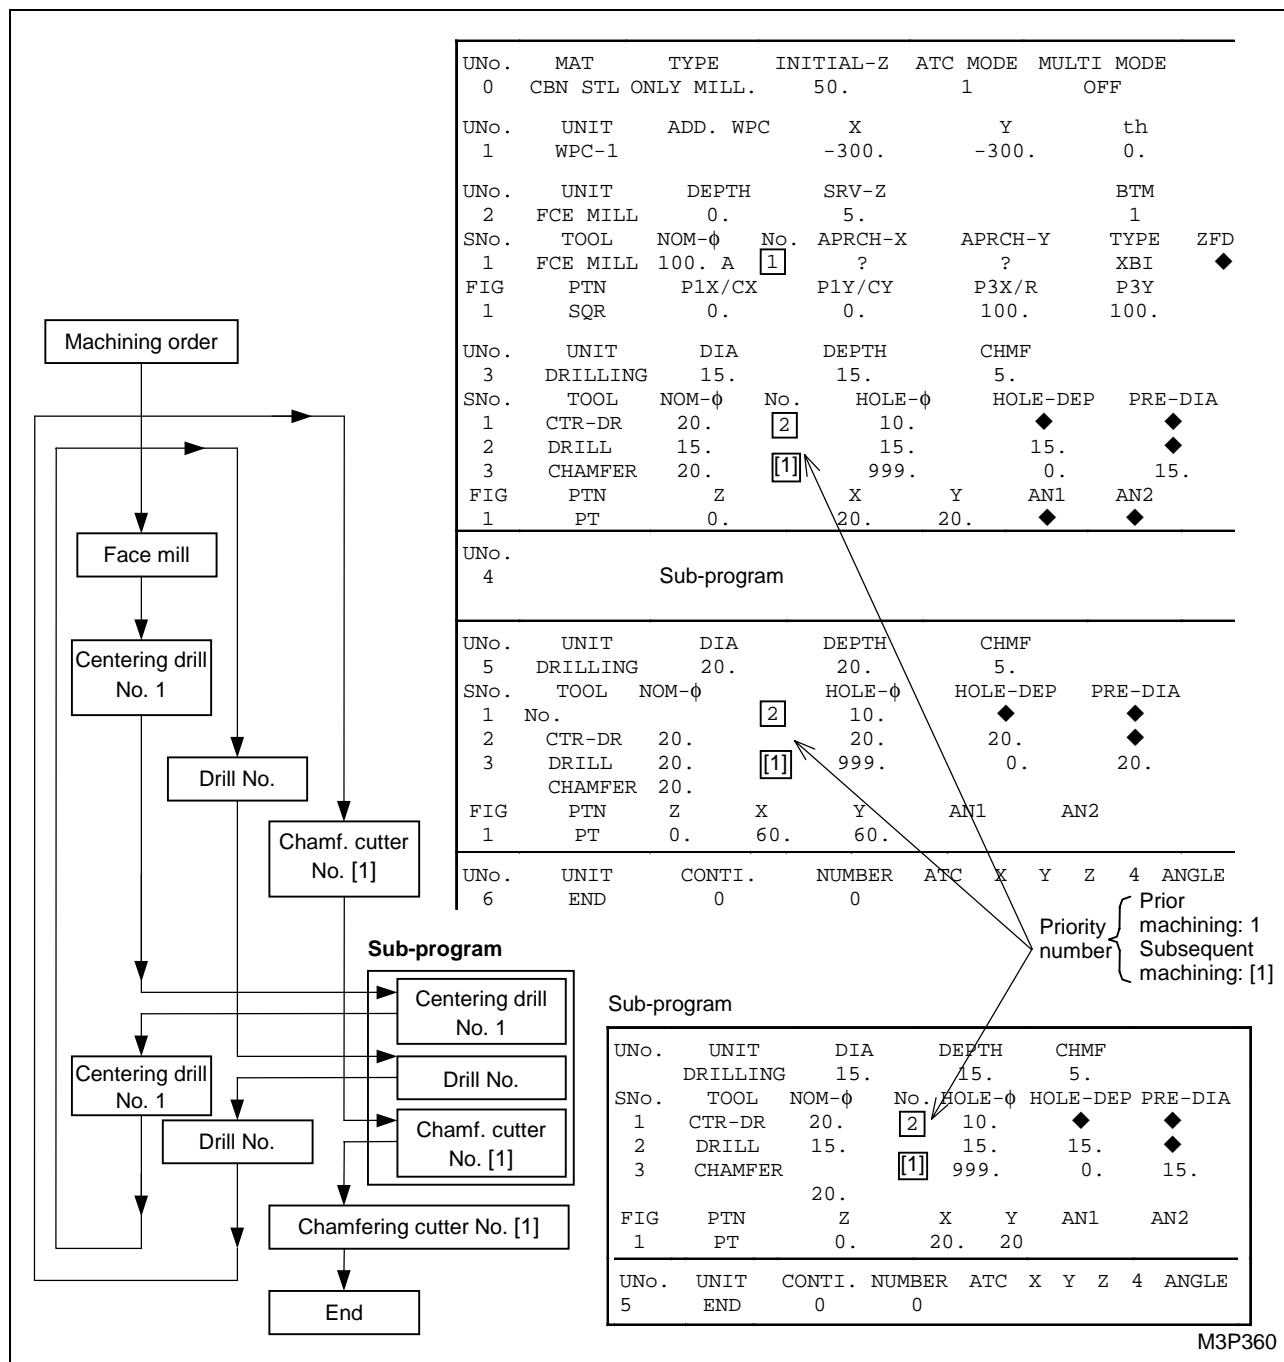 UNo. MAT TYPE INITIAL-Z ATC MODE MULTI MODE
0 CBN STL ONLY MILL. 50. 1 OFF
UNo. UNIT ADD. WPC X Y th
1 WPC-1 -300. -300. 0.
UNo. UNIT DEPTH SRV-Z BTM
2 FCE MILL 0. 5. 1
SNo. TOOL NOM-ϕ No. APRCH-X APRCH-Y TYPE ZFD
1 FCE MILL 100. A 1 ? ? XBI ◆
FIG PTN P1X/CX P1Y/CY P3X/R P3Y
1 SQR 0. 0. 100. 100.
UNo. UNIT DIA DEPTH CHMF
3 DRILLING 15. 15. 5.
SNo. TOOL NOM-ϕ No. HOLE-ϕ HOLE-DEP PRE-DIA
1 CTR-DR 20. 2 10. ◆ ◆
2 DRILL 15. 15. 15. ◆
3 CHAMFER 20. [1] 999. 0. 15.
FIG PTN Z X Y AN1 AN2
1 PT 0. 20. 20. ◆ ◆
UNo.
4 Sub-program
UNo. UNIT DIA DEPTH CHMF
5 DRILLING 20. 20. 5.
SNo. TOOL NOM-ϕ HOLE-ϕ HOLE-DEP PRE-DIA
1 No. 2 10. ◆ ◆
2 CTR-DR 20. 20. 20. ◆
3 DRILL 20. [1] 999. 0. 20.
CHAMFER 20.
FIG PTN Z X Y AN1 AN2
1 PT 0. 60. 60.
UNo. UNIT CONTI. NUMBER ATC X Y Z 4 ANGLE
6 END 0 0
Priority
number
Prior
machining: 1
Subsequent
machining: [1]
Machining order
Face mill
Centering drill
No. 1
Drill No.
Chamf. cutter
No. [1]
Sub-program
Centering drill
No. 1
Drill No.
Chamf. cutter
No. [1]
Centering drill
No. 1
Drill No.
Chamfering cutter No. [1]
End
Sub-program
UNo. UNIT DIA DEPTH CHMF
DRILLING 15. 15. 5.
SNo. TOOL NOM-ϕ No. HOLE-ϕ HOLE-DEP PRE-DIA
1 CTR-DR 20. 2 10. ◆ ◆
2 DRILL 15. 15. 15. ◆
3 CHAMFER [1] 999. 0. 15.
20.
FIG PTN Z X Y AN1 AN2
1 PT 0. 20. 20
UNo. UNIT CONTI. NUMBER ATC X Y Z 4 ANGLE
5 END 0 0
M3P360